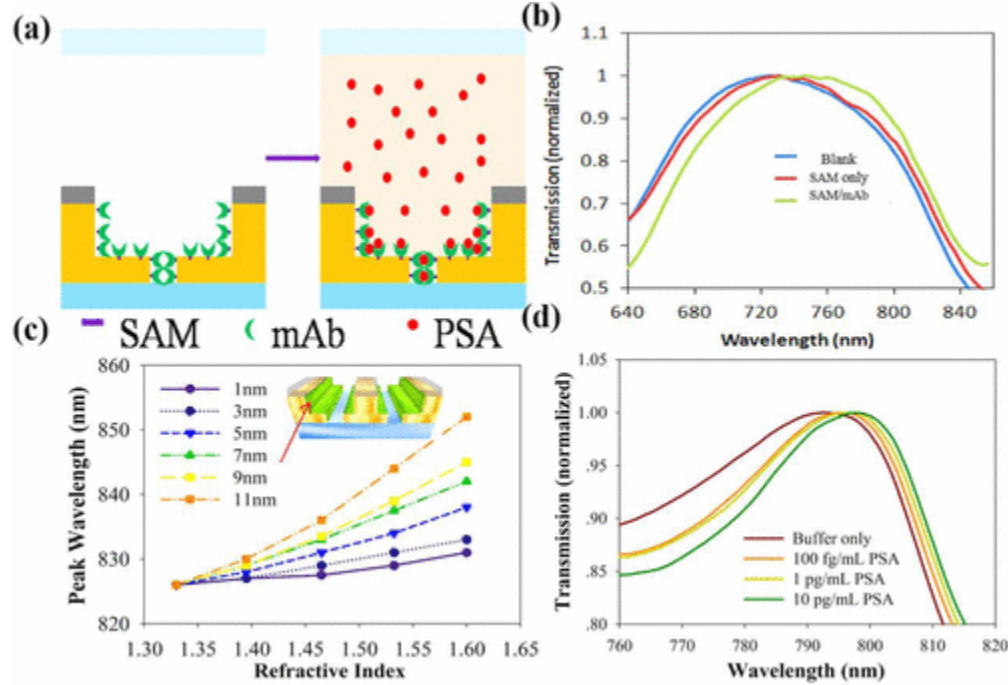 (a)
SAM mAb PSA
(b)
Transmission (normalized)
1.1
1
0.9
0.8
0.7
0.6
0.5
Blank
SAM only
SAM/mAb
640 680 720 760 800 840
Wavelength (nm)
(c)
Peak Wavelength (nm)
860
850
840
830
820
1nm
3nm
5nm
7nm
9nm
11nm
1.30 1.35 1.40 1.45 1.50 1.55 1.60 1.65
Refractive Index
(d)
Transmission (normalized)
1.05
1.00
.95
.90
.85
.80
Buffer only
100 fg/mL PSA
1 pg/mL PSA
10 pg/mL PSA
760 770 780 790 800 810 820
Wavelength (nm)